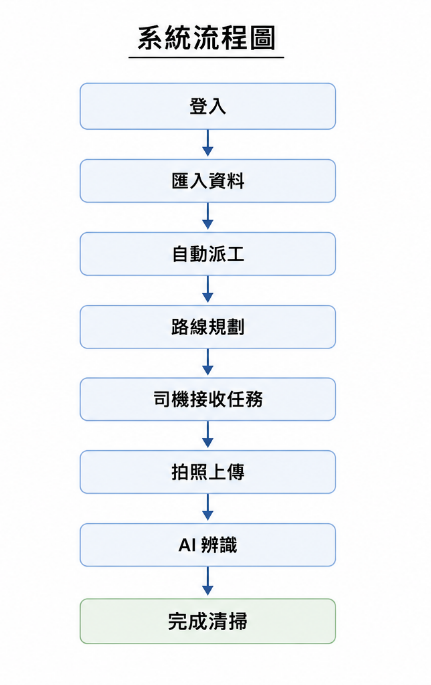 系統流程圖
登入
匯入資料
自動派工
路線規劃
司機接收任務
拍照上傳
AI 辨識
完成清掃